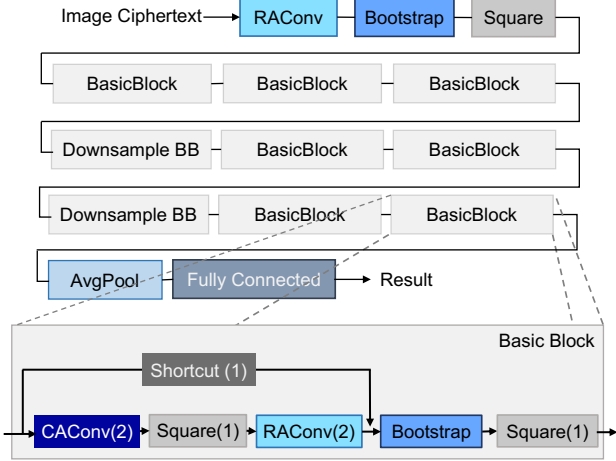 Image Ciphertext RAConv Bootstrap Square
BasicBlock BasicBlock BasicBlock
Downsample BB BasicBlock BasicBlock
Downsample BB BasicBlock BasicBlock
AvgPool Fully Connected Result
Basic Block
Shortcut (1)
CAConv(2) Square(1) RAConv(2) Bootstrap Square(1)